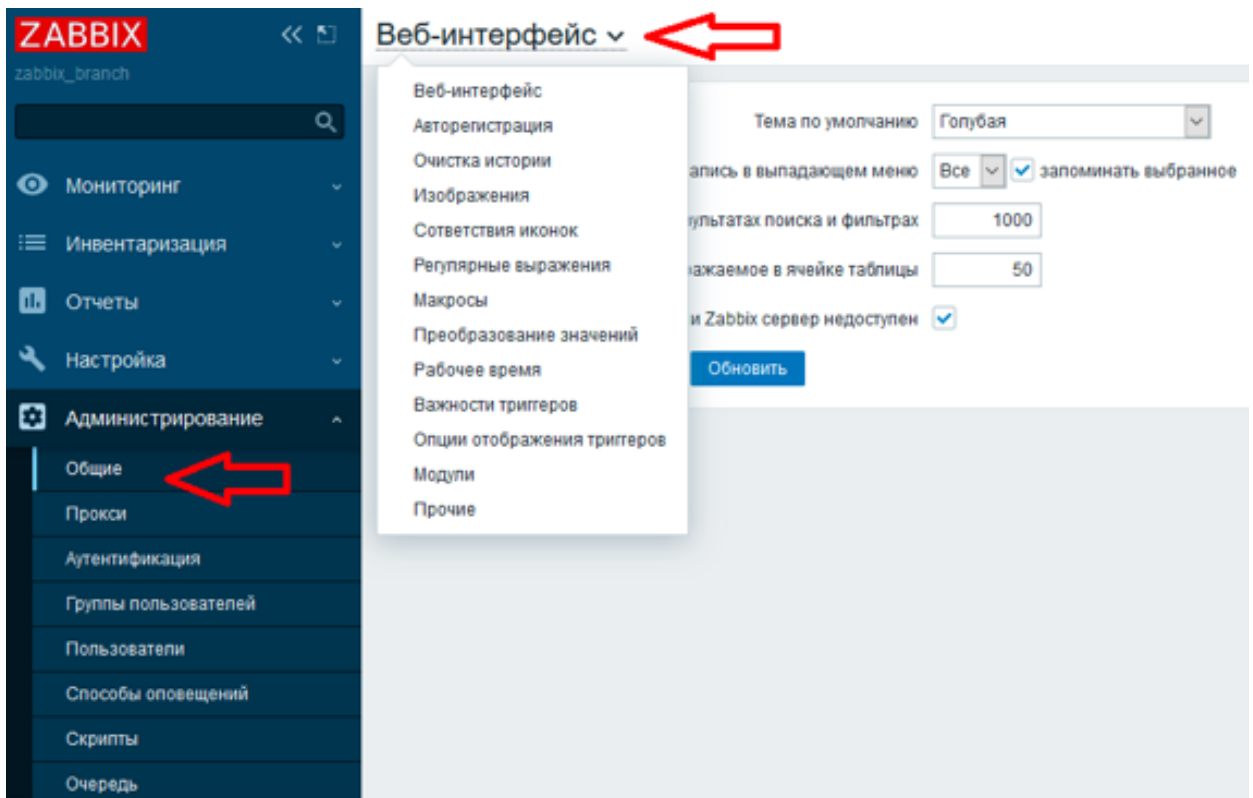 ZABBIX
zabbix_branch
Мониторинг
Инвентаризация
Отчеты
Настройка
Администрирование
Общие
Прокси
Аутентификация
Группы пользователей
Пользователи
Способы оповещений
Скрипты
Очередь
Веб-интерфейс
Веб-интерфейс
Авторегистрация
Очистка истории
Изображения
Сответствия иконок
Регулярные выражения
Макросы
Преобразование значений
Рабочее время
Важности триггеров
Опции отображения триггеров
Модули
Прочие
Тема по умолчанию Голубая
в выпадающем меню Все запоминать выбранное
поиска и фильтрах 1000
в ячейке таблицы 50
и Zabbix сервер недоступен
Обновить